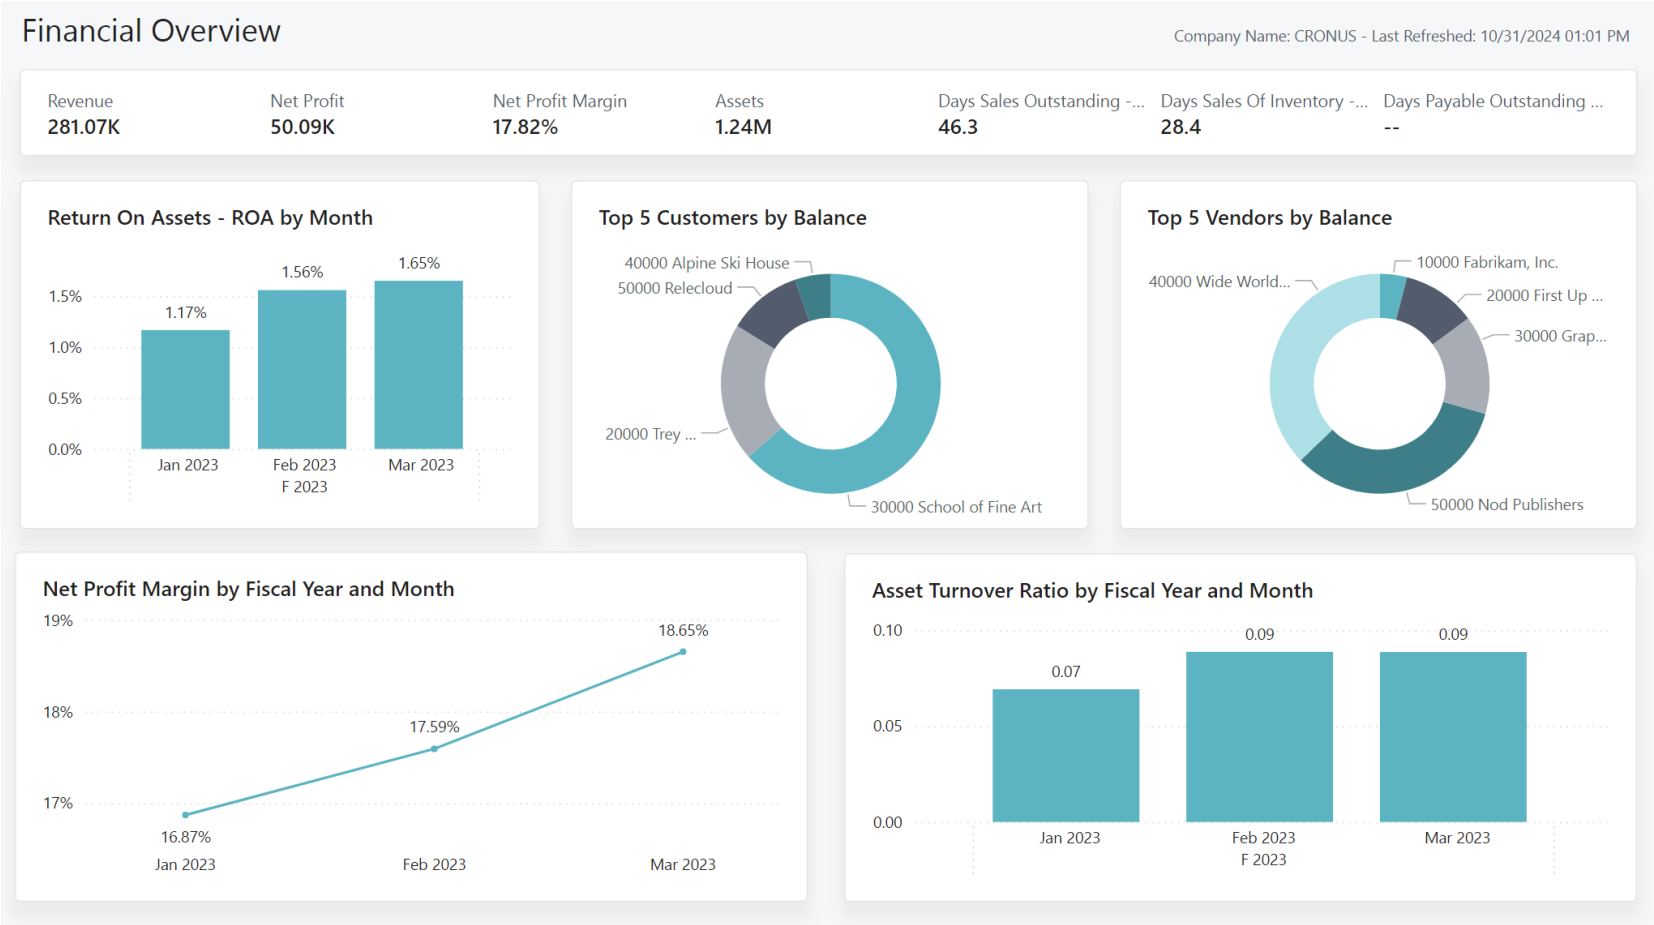 Financial Overview
Company Name: CRONUS - Last Refreshed: 10/31/2024 01:01 PM
Revenue
281.07K
Net Profit
50.09K
Net Profit Margin
17.82%
Assets
1.24M
Days Sales Outstanding -...
46.3
Days Sales Of Inventory -...
28.4
Days Payable Outstanding ...
--
Return On Assets - ROA by Month
1.5%
1.0%
0.5%
0.0%
1.17%
1.56%
1.65%
Jan 2023
Feb 2023
Mar 2023
F 2023
Top 5 Customers by Balance
40000 Alpine Ski House
50000 Relecloud
20000 Trey ...
30000 School of Fine Art
Top 5 Vendors by Balance
10000 Fabrikam, Inc.
40000 Wide World...
20000 First Up ...
30000 Grap...
50000 Nod Publishers
Net Profit Margin by Fiscal Year and Month
19%
18%
17%
16.87%
17.59%
18.65%
Jan 2023
Feb 2023
Mar 2023
Asset Turnover Ratio by Fiscal Year and Month
0.10
0.05
0.00
0.07
0.09
0.09
Jan 2023
Feb 2023
Mar 2023
F 2023